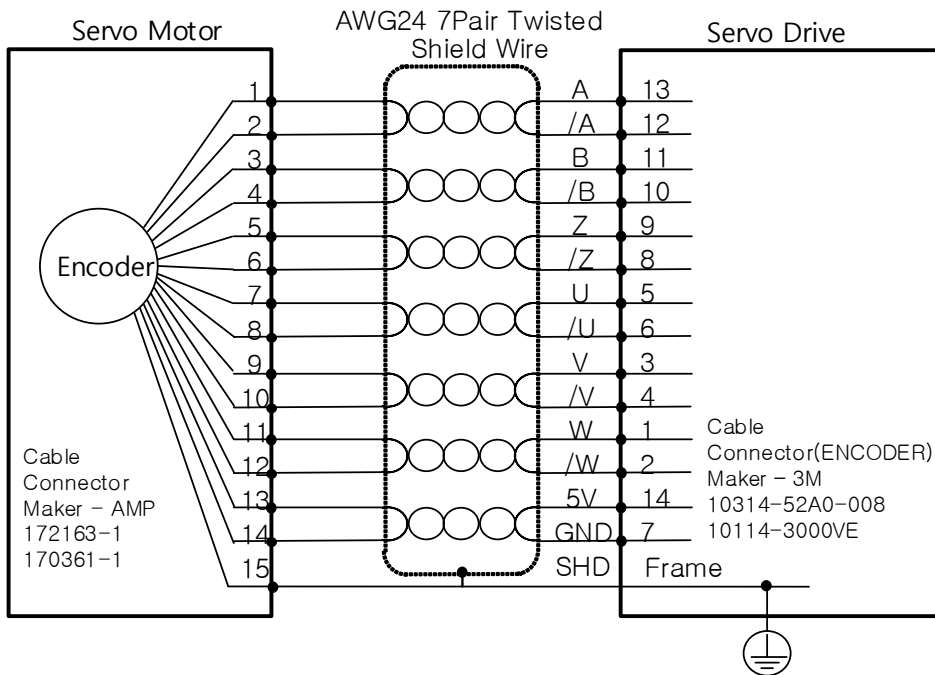 Servo Motor
AWG24 7Pair Twisted
Shield Wire
Servo Drive
1 A 13
2 /A 12
3 B 11
4 /B 10
5 Z 9
Encoder
6 /Z 8
7 U 5
8 /U 6
9 V 3
10 /V 4
11 W 1
12 /W 2
13 5V 14
14 GND 7
15 SHD Frame
Cable
Connector
Maker - AMP
172163-1
170361-1
Cable
Connector(ENCODER)
Maker - 3M
10314-52A0-008
10114-3000VE